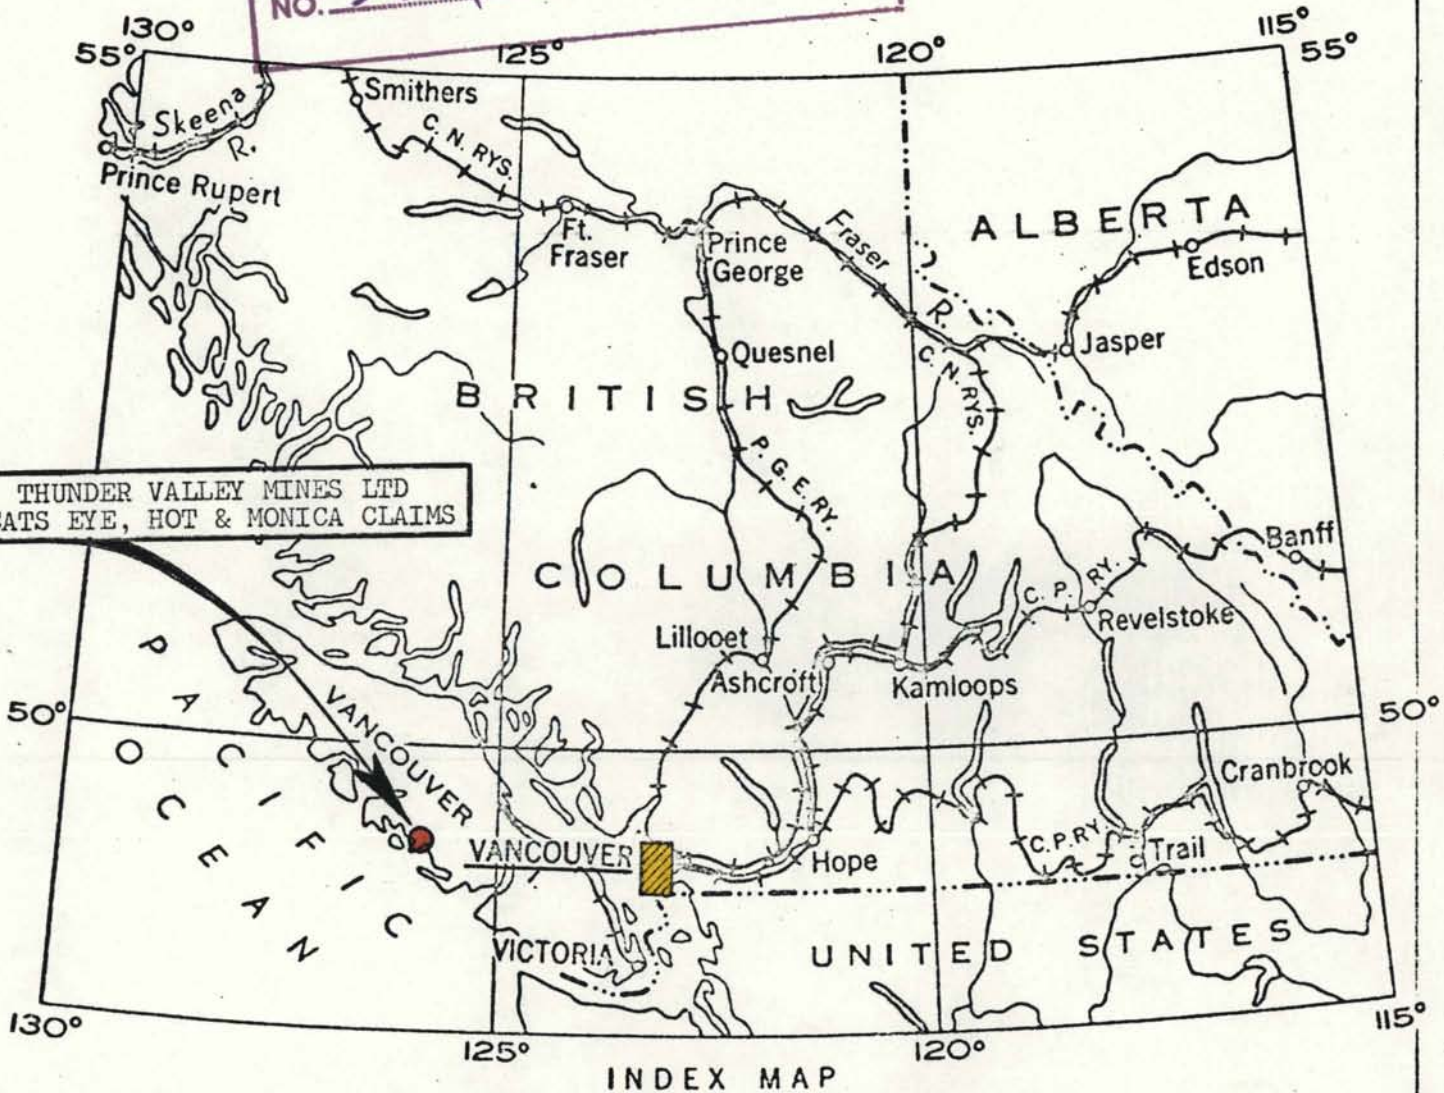 NO.
130°
55°
125°
120°
115°
55°
Skeena
R.
Smithers
C. N. RYS.
Prince Rupert
Ft.
Fraser
Prince
George
Fraser
R.
ALBERTA
Edson
Jasper
Quesnel
C. N. RYS.
BRITISH
P. G. E. RY.
THUNDER VALLEY MINES LTD
CATS EYE, HOT & MONICA CLAIMS
COLUMBIA
C. P. RY.
Banff
Revelstoke
Lillooet
Ashcroft
Kamloops
50°
50°
PACIFIC
OCEAN
VANCOUVER
Cranbrook
VANCOUVER
Hope
C.P.RY.
Trail
VICTORIA
UNITED STATES
130°
125°
120°
115°
INDEX MAP